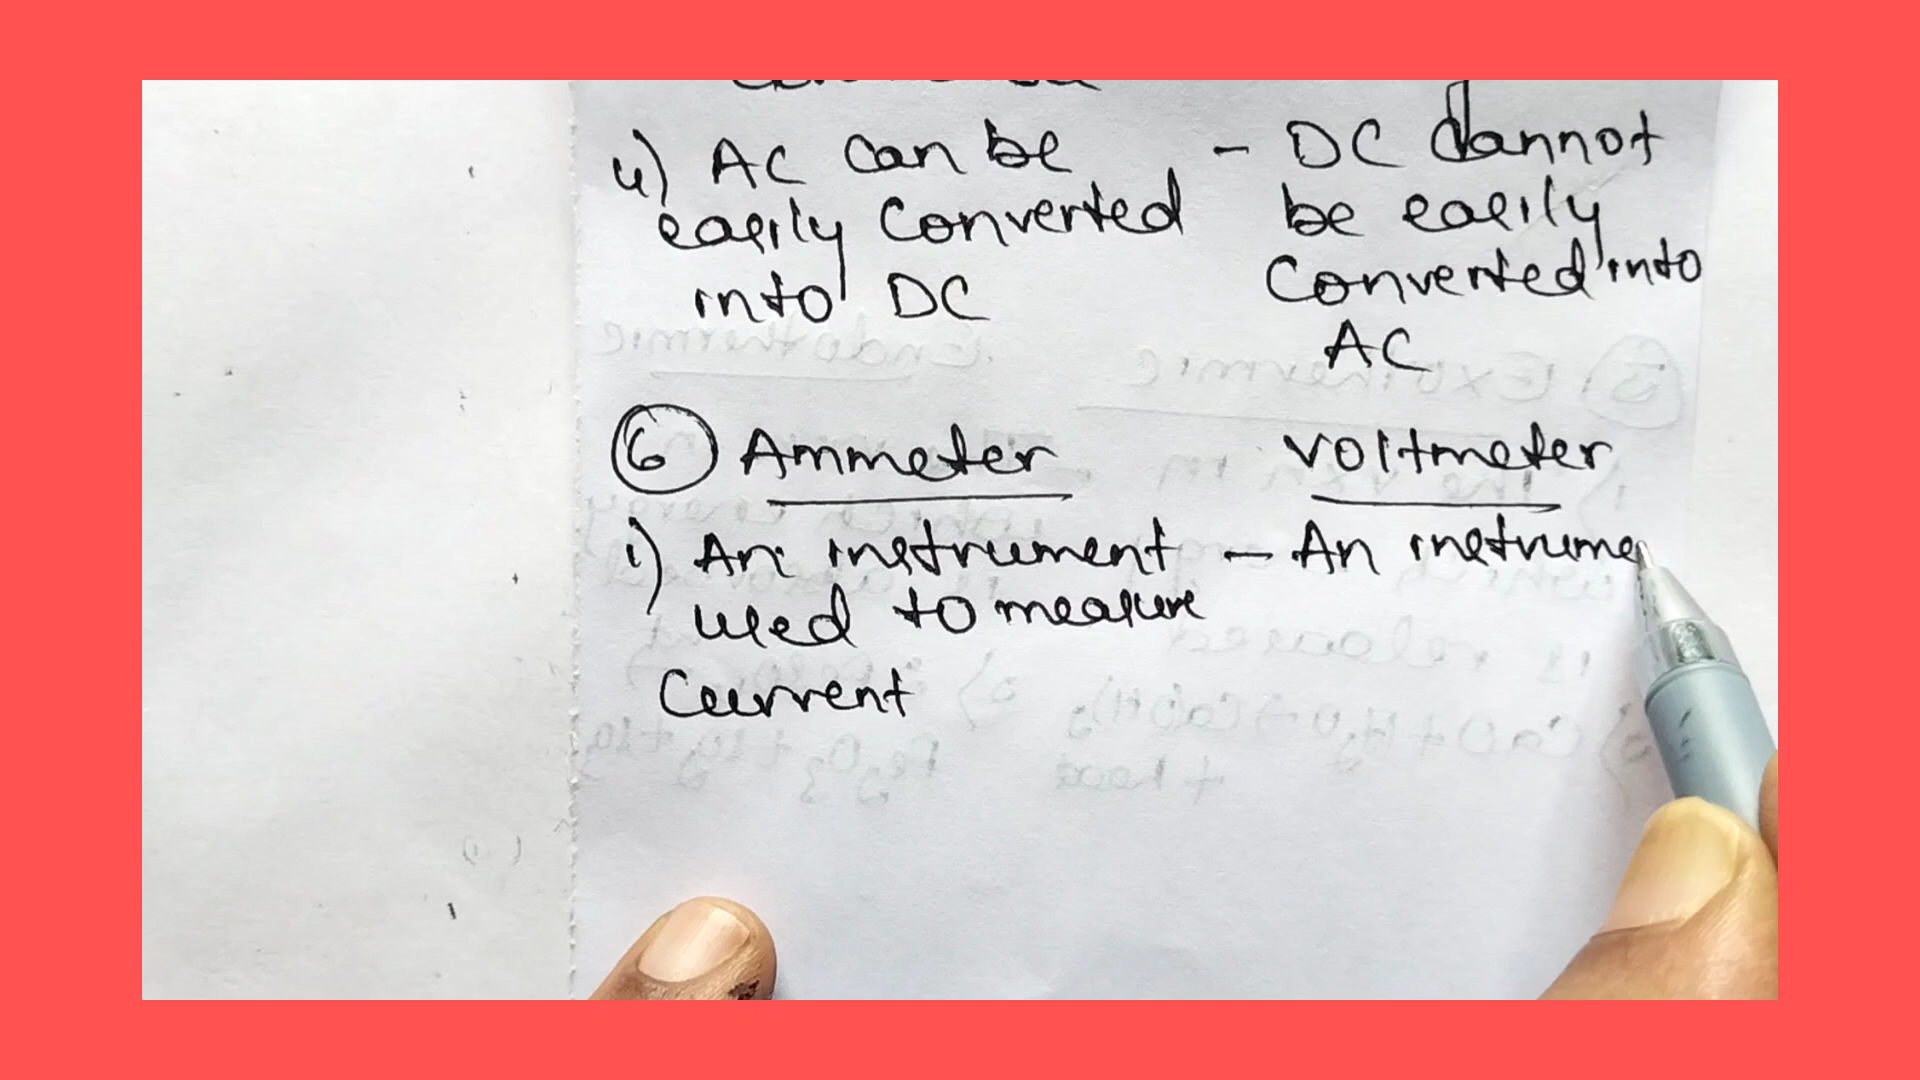 4) AC can be - DC cannot
easily converted be easily
into DC converted into
AC
6 Ammeter Voltmeter
i) An instrument - An instrume
used to measure
Current